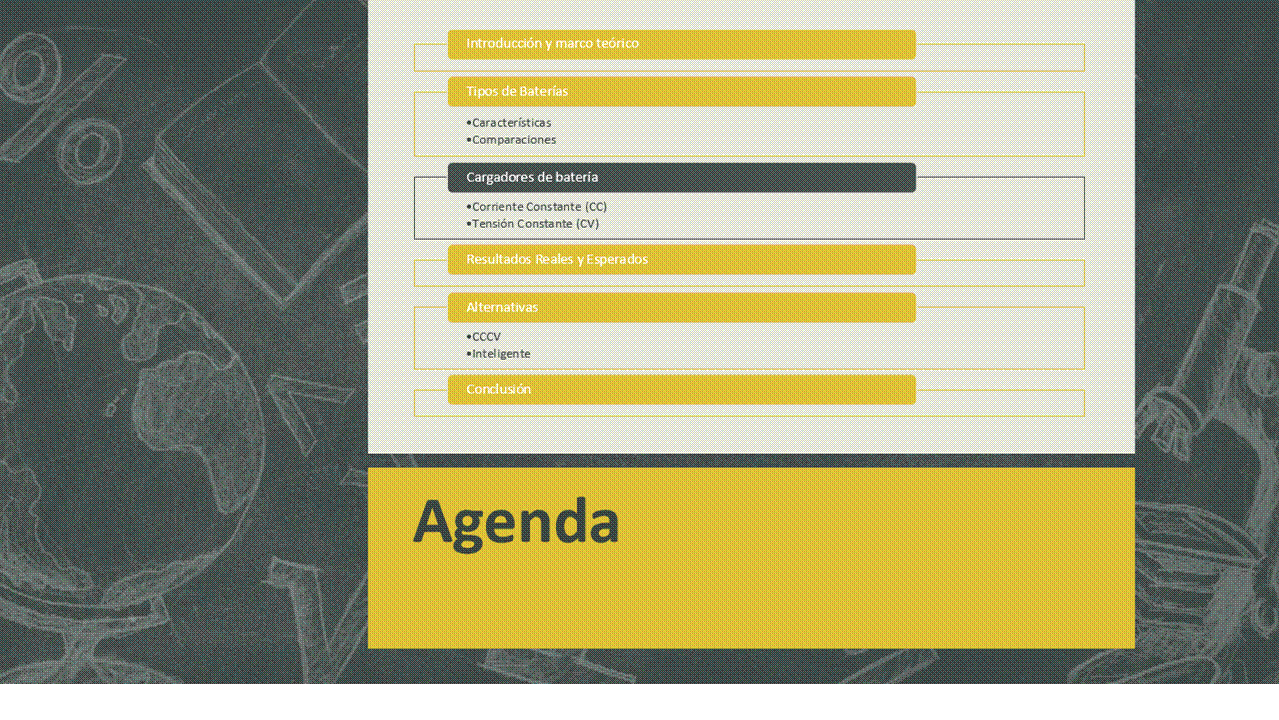 Introducción y marco teórico
Tipos de Baterías
•Características
•Comparaciones
Cargadores de batería
•Corriente Constante (CC)
•Tensión Constante (CV)
Resultados Reales y Esperados
Alternativas
•CCCV
•Inteligente
Conclusión
Agenda